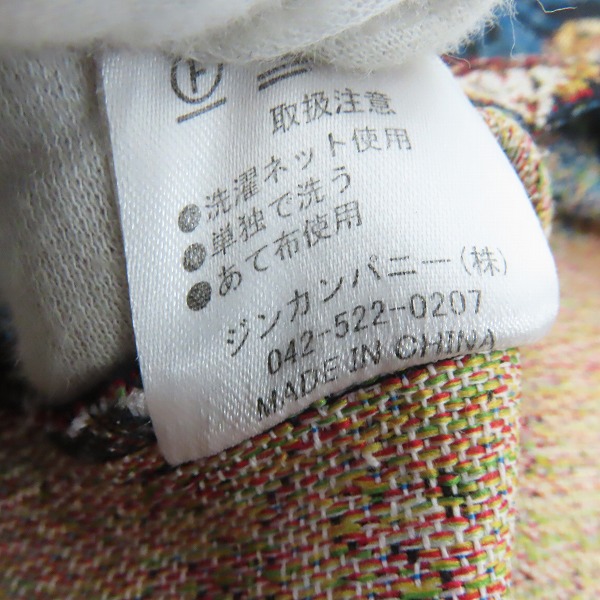 F
取扱注意
●洗濯ネット使用
●単独で洗う
●あて布使用
ジンカンパニー(株)
042-522-0207
MADE IN CHINA